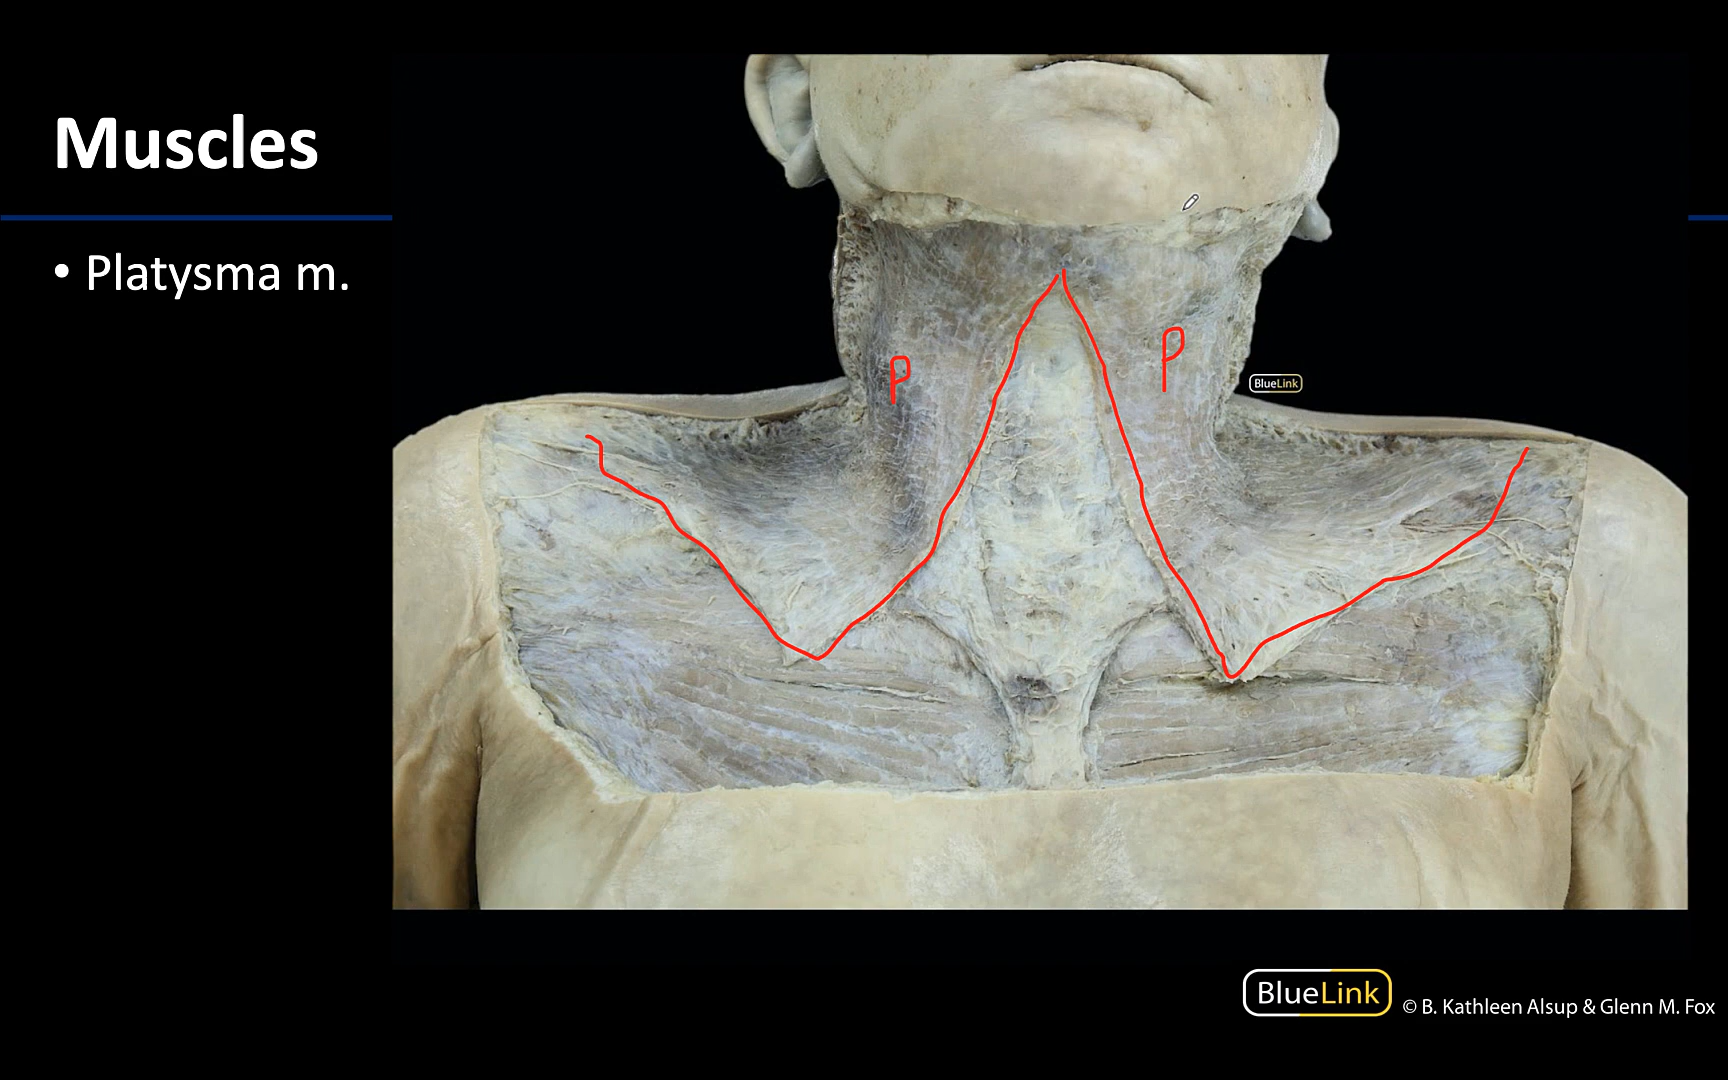 Muscles
• Platysma m.
P
P
BlueLink
BlueLink
© B. Kathleen Alsup & Glenn M. Fox